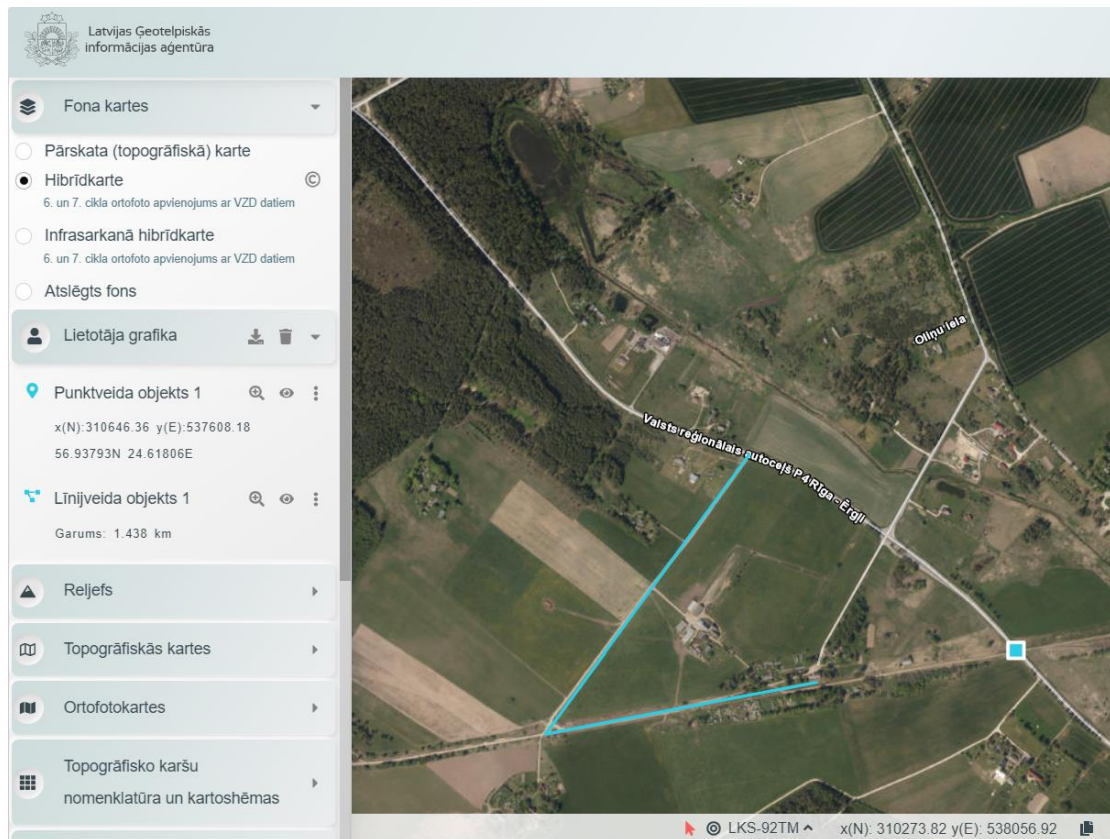 Latvijas Ģeotelpiskās
informācijas aģentūra
Fona kartes
Pārskata (topogrāfiskā) karte
Hibrīdkarte
6. un 7. cikla ortofoto apvienojums ar VZD datiem
Infrasarkanā hibrīdkarte
6. un 7. cikla ortofoto apvienojums ar VZD datiem
Atslēgts fons
Lietotāja grafika
Punktveida objekts 1
x(N):310646.36 y(E):537608.18
56.93793N 24.61806E
Līnijveida objekts 1
Garums: 1.438 km
Reljefs
Topogrāfiskās kartes
Ortofotokartes
Topogrāfisko karšu
nomenklatūra un kartoshēmas
Oliņu iela
Valsts reģionālais autoceļš P4 Rīga - Ērgļi
LKS-92TM x(N): 310273.82 y(E): 538056.92